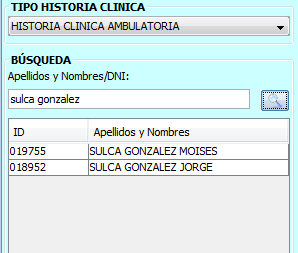 TIPO HISTORIA CLINICA
HISTORIA CLINICA AMBULATORIA
BÚSQUEDA
Apellidos y Nombres/DNI:
sulca gonzalez
ID Apellidos y Nombres
019755 SULCA GONZALEZ MOISES
018952 SULCA GONZALEZ JORGE